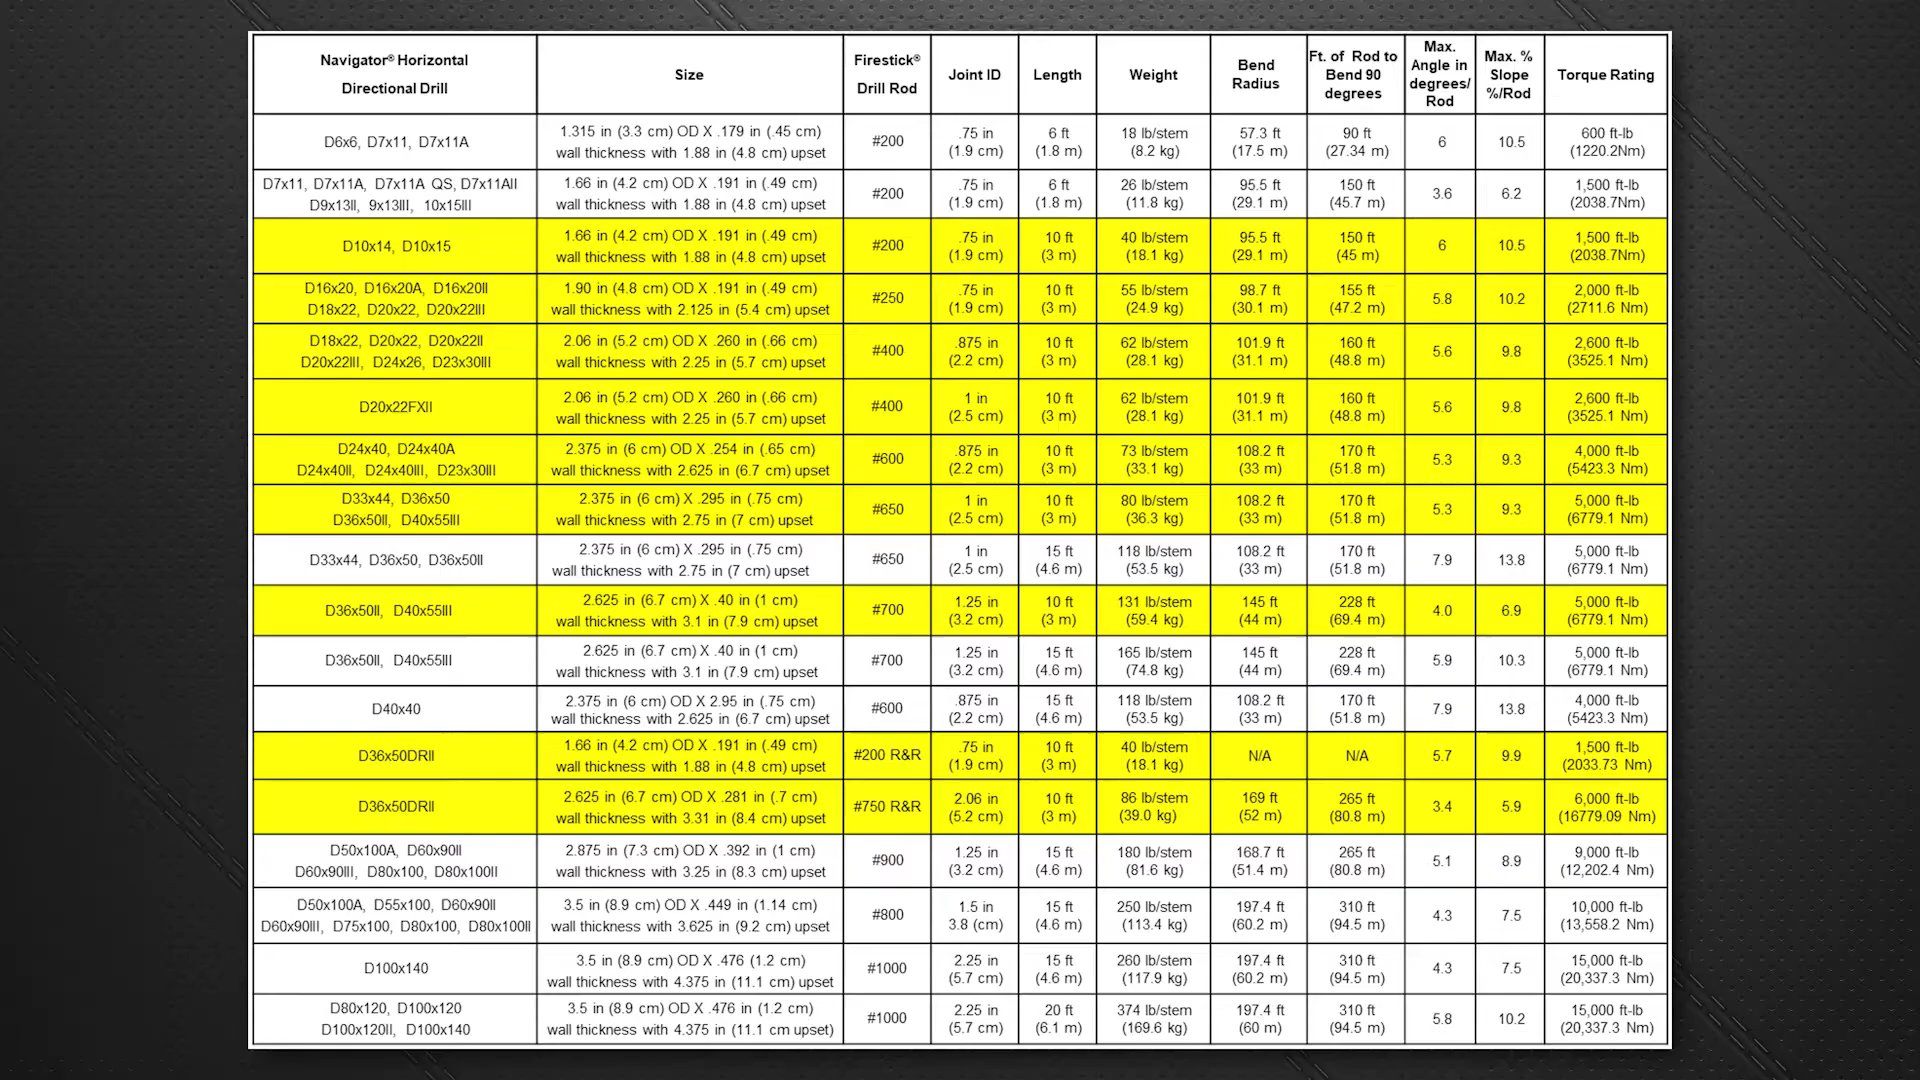 Navigator® Horizontal
Directional Drill
Size
Firestick®
Drill Rod
Joint ID
Length
Weight
Bend
Radius
Ft. of Rod to
Bend 90
degrees
Max.
Angle in
degrees/
Rod
Max. %
Slope
%/Rod
Torque Rating
D6x6, D7x11, D7x11A
1.315 in (3.3 cm) OD X .179 in (.45 cm)
wall thickness with 1.88 in (4.8 cm) upset
#200
.75 in
(1.9 cm)
6 ft
(1.8 m)
18 lb/stem
(8.2 kg)
57.3 ft
(17.5 m)
90 ft
(27.34 m)
6
10.5
600 ft-lb
(1220.2Nm)
D7x11, D7x11A, D7x11A QS, D7x11AII
D9x13II, 9x13III, 10x15III
1.66 in (4.2 cm) OD X .191 in (.49 cm)
wall thickness with 1.88 in (4.8 cm) upset
#200
.75 in
(1.9 cm)
6 ft
(1.8 m)
26 lb/stem
(11.8 kg)
95.5 ft
(29.1 m)
150 ft
(45.7 m)
3.6
6.2
1,500 ft-lb
(2038.7Nm)
D10x14, D10x15
1.66 in (4.2 cm) OD X .191 in (.49 cm)
wall thickness with 1.88 in (4.8 cm) upset
#200
.75 in
(1.9 cm)
10 ft
(3 m)
40 lb/stem
(18.1 kg)
95.5 ft
(29.1 m)
150 ft
(45 m)
6
10.5
1,500 ft-lb
(2038.7Nm)
D16x20, D16x20A, D16x20II
D18x22, D20x22, D20x22III
1.90 in (4.8 cm) OD X .191 in (.49 cm)
wall thickness with 2.125 in (5.4 cm) upset
#250
.75 in
(1.9 cm)
10 ft
(3 m)
55 lb/stem
(24.9 kg)
98.7 ft
(30.1 m)
155 ft
(47.2 m)
5.8
10.2
2,000 ft-lb
(2711.6 Nm)
D18x22, D20x22, D20x22II
D20x22III, D24x26, D23x30III
2.06 in (5.2 cm) OD X .260 in (.66 cm)
wall thickness with 2.25 in (5.7 cm) upset
#400
.875 in
(2.2 cm)
10 ft
(3 m)
62 lb/stem
(28.1 kg)
101.9 ft
(31.1 m)
160 ft
(48.8 m)
5.6
9.8
2,600 ft-lb
(3525.1 Nm)
D20x22FXII
2.06 in (5.2 cm) OD X .260 in (.66 cm)
wall thickness with 2.25 in (5.7 cm) upset
#400
1 in
(2.5 cm)
10 ft
(3 m)
62 lb/stem
(28.1 kg)
101.9 ft
(31.1 m)
160 ft
(48.8 m)
5.6
9.8
2,600 ft-lb
(3525.1 Nm)
D24x40, D24x40A
D24x40II, D24x40III, D23x30III
2.375 in (6 cm) OD X .254 in (.65 cm)
wall thickness with 2.625 in (6.7 cm) upset
#600
.875 in
(2.2 cm)
10 ft
(3 m)
73 lb/stem
(33.1 kg)
108.2 ft
(33 m)
170 ft
(51.8 m)
5.3
9.3
4,000 ft-lb
(5423.3 Nm)
D33x44, D36x50
D36x50II, D40x55III
2.375 in (6 cm) X .295 in (.75 cm)
wall thickness with 2.75 in (7 cm) upset
#650
1 in
(2.5 cm)
10 ft
(3 m)
80 lb/stem
(36.3 kg)
108.2 ft
(33 m)
170 ft
(51.8 m)
5.3
9.3
5,000 ft-lb
(6779.1 Nm)
D33x44, D36x50, D36x50II
2.375 in (6 cm) X .295 in (.75 cm)
wall thickness with 2.75 in (7 cm) upset
#650
1 in
(2.5 cm)
15 ft
(4.6 m)
118 lb/stem
(53.5 kg)
108.2 ft
(33 m)
170 ft
(51.8 m)
7.9
13.8
5,000 ft-lb
(6779.1 Nm)
D36x50II, D40x55III
2.625 in (6.7 cm) X .40 in (1 cm)
wall thickness with 3.1 in (7.9 cm) upset
#700
1.25 in
(3.2 cm)
10 ft
(3 m)
131 lb/stem
(59.4 kg)
145 ft
(44 m)
228 ft
(69.4 m)
4.0
6.9
5,000 ft-lb
(6779.1 Nm)
D36x50II, D40x55III
2.625 in (6.7 cm) X .40 in (1 cm)
wall thickness with 3.1 in (7.9 cm) upset
#700
1.25 in
(3.2 cm)
15 ft
(4.6 m)
165 lb/stem
(74.8 kg)
145 ft
(44 m)
228 ft
(69.4 m)
5.9
10.3
5,000 ft-lb
(6779.1 Nm)
D40x40
2.375 in (6 cm) OD X 2.95 in (.75 cm)
wall thickness with 2.625 in (6.7 cm) upset
#600
.875 in
(2.2 cm)
15 ft
(4.6 m)
118 lb/stem
(53.5 kg)
108.2 ft
(33 m)
170 ft
(51.8 m)
7.9
13.8
4,000 ft-lb
(5423.3 Nm)
D36x50DRII
1.66 in (4.2 cm) OD X .191 in (.49 cm)
wall thickness with 1.88 in (4.8 cm) upset
#200 R&R
.75 in
(1.9 cm)
10 ft
(3 m)
40 lb/stem
(18.1 kg)
N/A
N/A
5.7
9.9
1,500 ft-lb
(2033.73 Nm)
D36x50DRII
2.625 in (6.7 cm) OD X .281 in (.7 cm)
wall thickness with 3.31 in (8.4 cm) upset
#750 R&R
2.06 in
(5.2 cm)
10 ft
(3 m)
86 lb/stem
(39.0 kg)
169 ft
(52 m)
265 ft
(80.8 m)
3.4
5.9
6,000 ft-lb
(16779.09 Nm)
D50x100A, D60x90II
D60x90III, D80x100, D80x100II
2.875 in (7.3 cm) OD X .392 in (1 cm)
wall thickness with 3.25 in (8.3 cm) upset
#900
1.25 in
(3.2 cm)
15 ft
(4.6 m)
180 lb/stem
(81.6 kg)
168.7 ft
(51.4 m)
265 ft
(80.8 m)
5.1
8.9
9,000 ft-lb
(12,202.4 Nm)
D50x100A, D55x100, D60x90II
D60x90III, D75x100, D80x100, D80x100II
3.5 in (8.9 cm) OD X .449 in (1.14 cm)
wall thickness with 3.625 in (9.2 cm) upset
#800
1.5 in
3.8 (cm)
15 ft
(4.6 m)
250 lb/stem
(113.4 kg)
197.4 ft
(60.2 m)
310 ft
(94.5 m)
4.3
7.5
10,000 ft-lb
(13,558.2 Nm)
D100x140
3.5 in (8.9 cm) OD X .476 (1.2 cm)
wall thickness with 4.375 in (11.1 cm) upset
#1000
2.25 in
(5.7 cm)
15 ft
(4.6 m)
260 lb/stem
(117.9 kg)
197.4 ft
(60.2 m)
310 ft
(94.5 m)
4.3
7.5
15,000 ft-lb
(20,337.3 Nm)
D80x120, D100x120
D100x120II, D100x140
3.5 in (8.9 cm) OD X .476 in (1.2 cm)
wall thickness with 4.375 in (11.1 cm upset)
#1000
2.25 in
(5.7 cm)
20 ft
(6.1 m)
374 lb/stem
(169.6 kg)
197.4 ft
(60 m)
310 ft
(94.5 m)
5.8
10.2
15,000 ft-lb
(20,337.3 Nm)